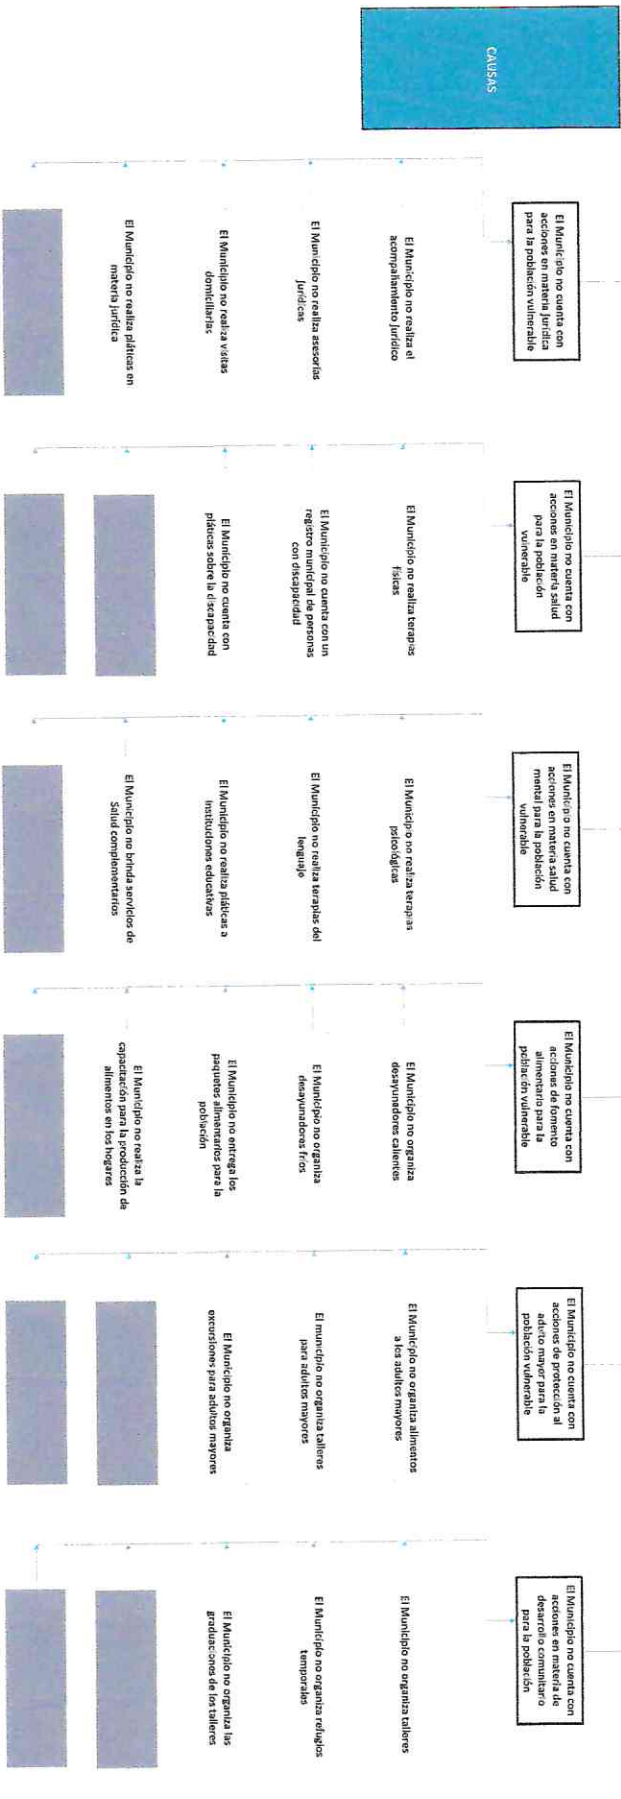 CAUSAS
El Municipio no cuenta con
acciones en materia Jurídica
para la población vulnerable
El Municipio no realiza el
acompañamiento Jurídico
El Municipio no realiza asesorías
Jurídicas
El Municipio no realiza visitas
domiciliarias
El Municipio no realiza pláticas en
materia jurídica
El Municipio no cuenta con
acciones en materia salud
para la población
vulnerable
El Municipio no realiza terapias
físicas
El Municipio no cuenta con un
registro municipal de personas
con discapacidad
El Municipio no cuenta con
pláticas sobre la discapacidad
El Municipio no cuenta con
acciones en materia salud
mental para la población
vulnerable
El Municipio no realiza terapias
psicológicas
El Municipio no realiza terapias del
lenguaje
El Municipio no realiza pláticas a
Instituciones educativas
El Municipio no brinda servicios de
Salud complementarios
El Municipio no cuenta con
acciones de fomento
alimentario para la
población vulnerable
El Municipio no organiza
desayunadores calientes
El Municipio no organiza
desayunadores fríos
El Municipio no entrega los
paquetes alimentarios para la
población
El Municipio no realiza la
capacitación para la producción de
alimentos en los hogares
El Municipio no cuenta con
acciones de protección al
adulto mayor para la
población vulnerable
El Municipio no organiza alimentos
a los adultos mayores
El municipio no organiza talleres
para adultos mayores
El Municipio no organiza
excursiones para adultos mayores
El Municipio no cuenta con
acciones en materia de
desarrollo comunitario
para la población
El Municipio no organiza talleres
El Municipio no organiza refugios
temporales
El Municipio no organiza las
graduaciones de los talleres